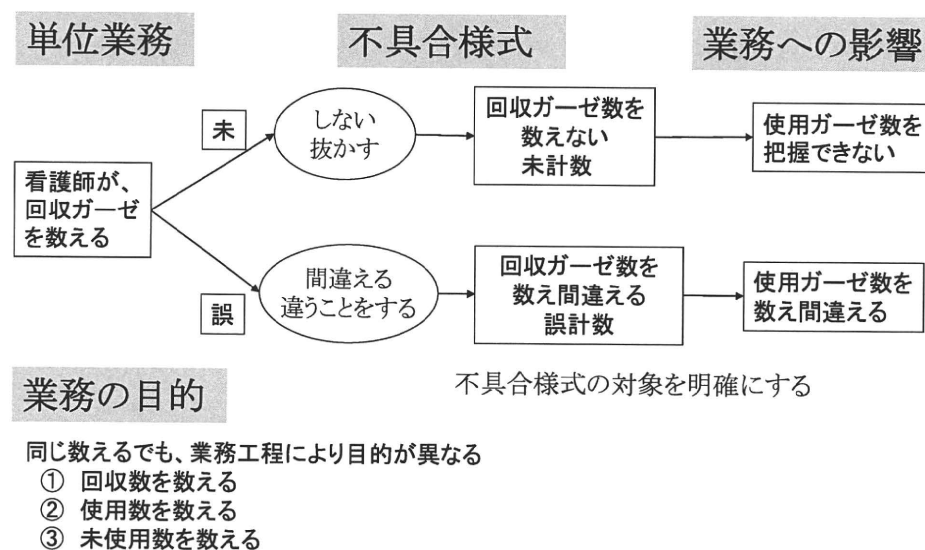 単位業務
不具合様式
業務への影響
看護師が、
回収ガーゼ
を数える
未
しない
抜かす
回収ガーゼ数を
数えない
未計数
使用ガーゼ数を
把握できない
誤
間違える
違うことをする
回収ガーゼ数を
数え間違える
誤計数
使用ガーゼ数を
数え間違える
不具合様式の対象を明確にする
業務の目的
同じ数えるでも、業務工程により目的が異なる
① 回収数を数える
② 使用数を数える
③ 未使用数を数える